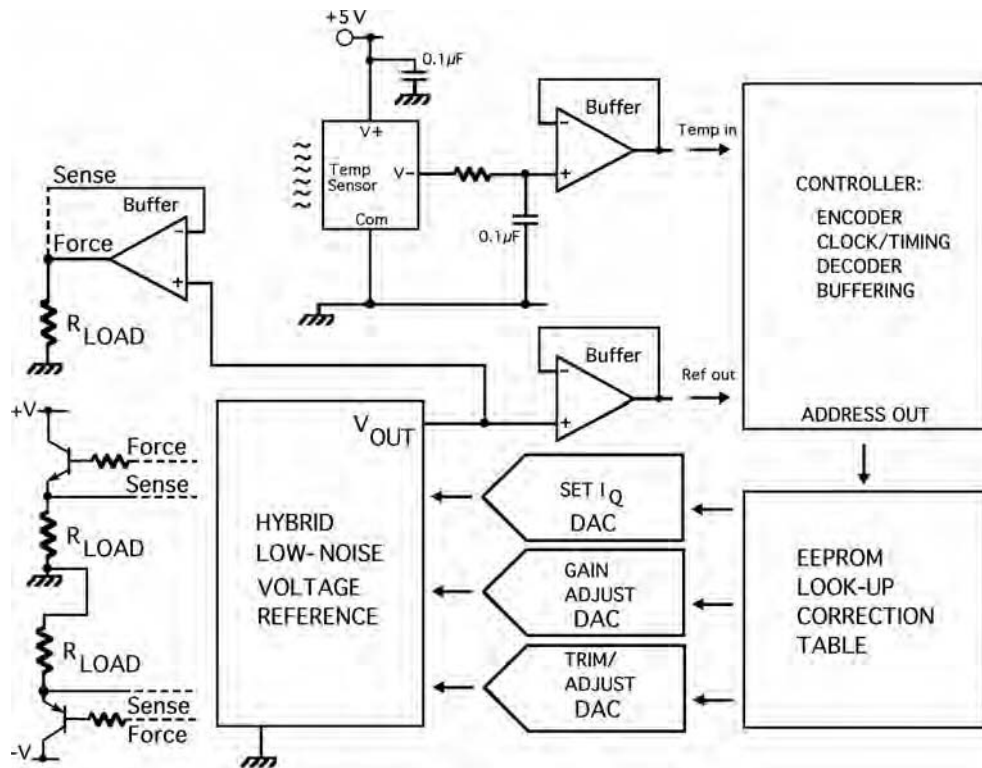 +5 V
0.1µF
Buffer
−
+
Temp in
V+
Temp
Sensor
V−
Com
0.1µF
CONTROLLER:
ENCODER
CLOCK/TIMING
DECODER
BUFFERING
ADDRESS OUT
Sense
Buffer
Force
−
+
R LOAD
Buffer
−
+
Ref out
+V
Force
Sense
R LOAD
R LOAD
Sense
Force
-V
V OUT
HYBRID
LOW-NOISE
VOLTAGE
REFERENCE
SET I Q
DAC
GAIN
ADJUST
DAC
TRIM/
ADJUST
DAC
EEPROM
LOOK-UP
CORRECTION
TABLE